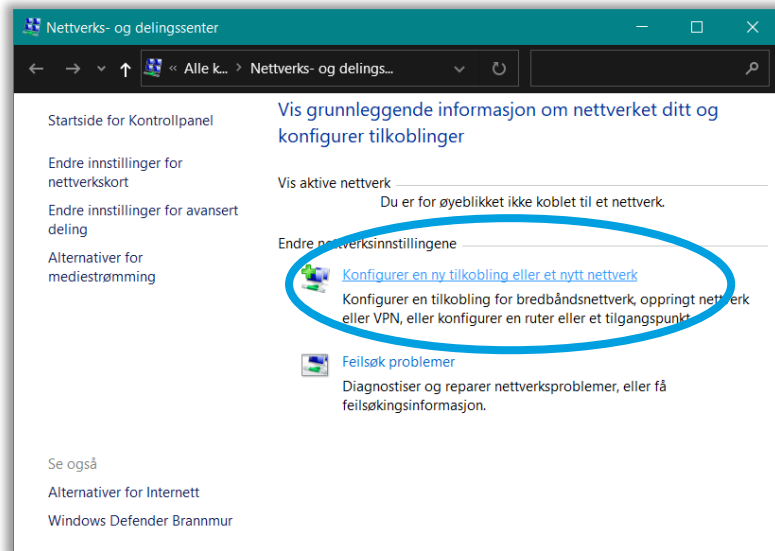 Nettverks- og delingssenter
« Alle k... > Nettverks- og delings...
Startside for Kontrollpanel
Endre innstillinger for
nettverkskort
Endre innstillinger for avansert
deling
Alternativer for
mediestrømming
Vis grunnleggende informasjon om nettverket ditt og
konfigurer tilkoblinger
Vis aktive nettverk
Du er for øyeblikket ikke koblet til et nettverk.
Endre nettverksinnstillingene
Konfigurer en ny tilkobling eller et nytt nettverk
Konfigurer en tilkobling for bredbåndsnettverk, oppringt nettverk
eller VPN, eller konfigurer en ruter eller et tilgangspunkt.
Feilsøk problemer
Diagnostiser og reparer nettverksproblemer, eller få
feilsøkingsinformasjon.
Se også
Alternativer for Internett
Windows Defender Brannmur